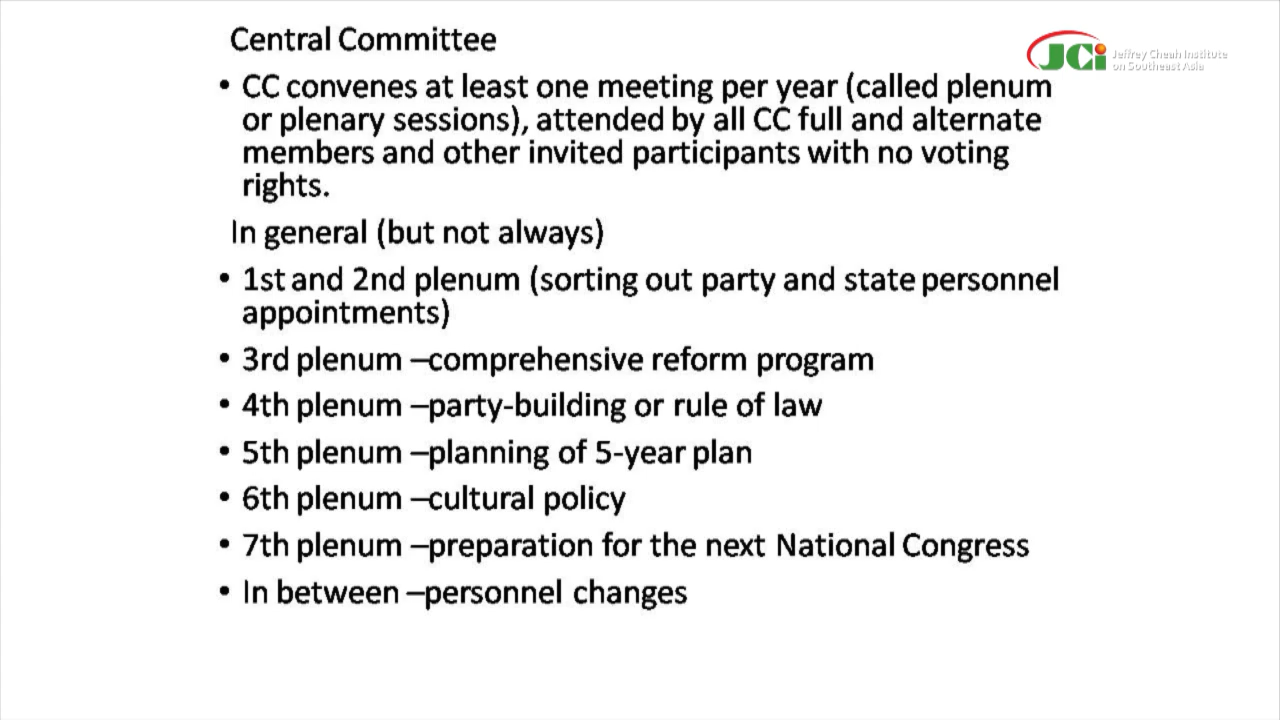 Central Committee
JCi Jeffrey Cheah Institute
on Southeast Asia
• CC convenes at least one meeting per year (called plenum
or plenary sessions), attended by all CC full and alternate
members and other invited participants with no voting
rights.
In general (but not always)
• 1st and 2nd plenum (sorting out party and state personnel
appointments)
• 3rd plenum –comprehensive reform program
• 4th plenum –party-building or rule of law
• 5th plenum –planning of 5-year plan
• 6th plenum –cultural policy
• 7th plenum –preparation for the next National Congress
• In between –personnel changes